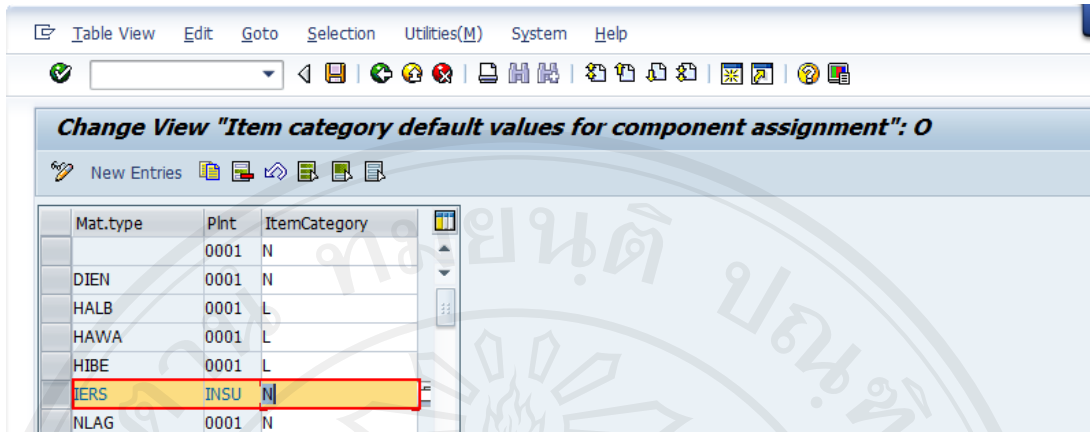 Table View Edit Goto Selection Utilities(M) System Help
Change View "Item category default values for component assignment": O
New Entries
Mat.type Plnt ItemCategory
0001 N
DIEN 0001 N
HALB 0001 L
HAWA 0001 L
HIBE 0001 L
IERS INSU N
NLAG 0001 N